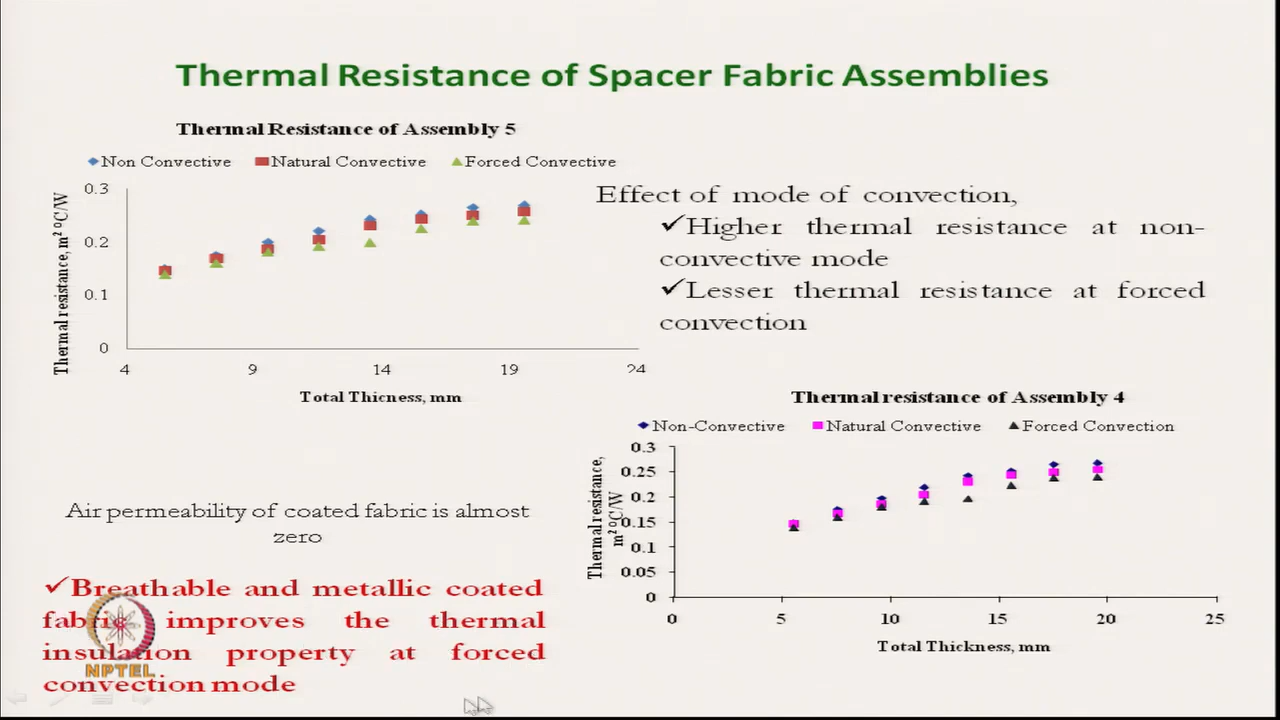 Thermal Resistance of Spacer Fabric Assemblies
Thermal Resistance of Assembly 5
Non Convective Natural Convective Forced Convective
Thermal resistance, m² ⁰C/W
0.3
0.2
0.1
0
4 9 14 19 24
Total Thicness, mm
Effect of mode of convection,
✓Higher thermal resistance at non-
convective mode
✓Lesser thermal resistance at forced
convection
Thermal resistance of Assembly 4
Non-Convective Natural Convective Forced Convection
Thermal resistance,
m² ⁰C/W
0.3
0.25
0.2
0.15
0.1
0.05
0
0 5 10 15 20 25
Total Thickness, mm
Air permeability of coated fabric is almost
zero
✓Breathable and metallic coated
fabric improves the thermal
insulation property at forced
convection mode
NPTEL